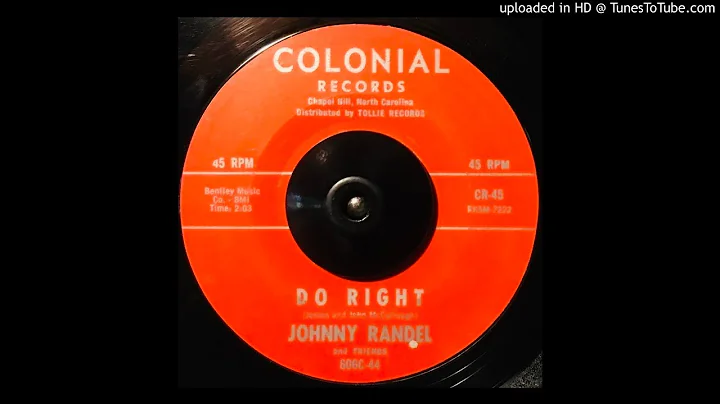 uploaded in HD @ TunesToTube.com
COLONIAL
RECORDS
Chapel Hill, North Carolina
Distributed by TOLLIE RECORDS
45 RPM
45 RPM
Bentley Music
Co. - BMI
Time: 2:03
CR-45
DO RIGHT
JOHNNY RANDEL
and FRIENDS
606C-44